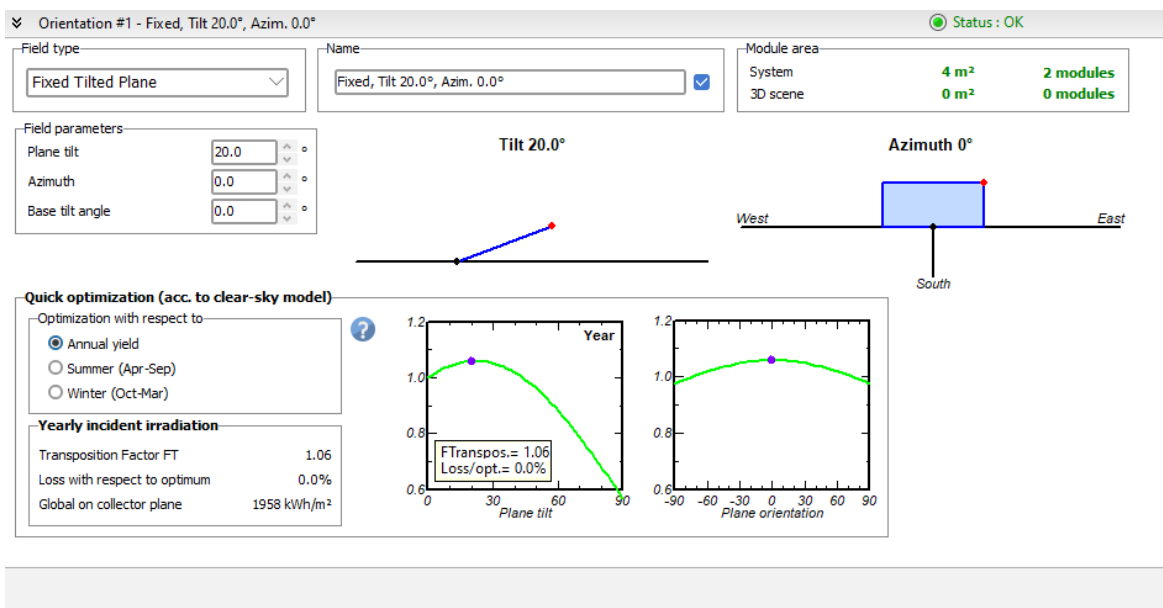 Orientation #1 - Fixed, Tilt 20.0°, Azim. 0.0°
Status : OK
Field type
Fixed Tilted Plane
Name
Fixed, Tilt 20.0°, Azim. 0.0°
Module area
System 4 m² 2 modules
3D scene 0 m² 0 modules
Field parameters
Plane tilt 20.0 °
Azimuth 0.0 °
Base tilt angle 0.0 °
Tilt 20.0°
Azimuth 0°
West East
South
Quick optimization (acc. to clear-sky model)
Optimization with respect to
Annual yield
Summer (Apr-Sep)
Winter (Oct-Mar)
Yearly incident irradiation
Transposition Factor FT 1.06
Loss with respect to optimum 0.0%
Global on collector plane 1958 kWh/m²
?
Year
1.2
1.0
0.8
0.6
FTranspos.= 1.06
Loss/opt.= 0.0%
0 30 60 90
Plane tilt
1.2
1.0
0.8
0.6
-90 -60 -30 0 30 60 90
Plane orientation